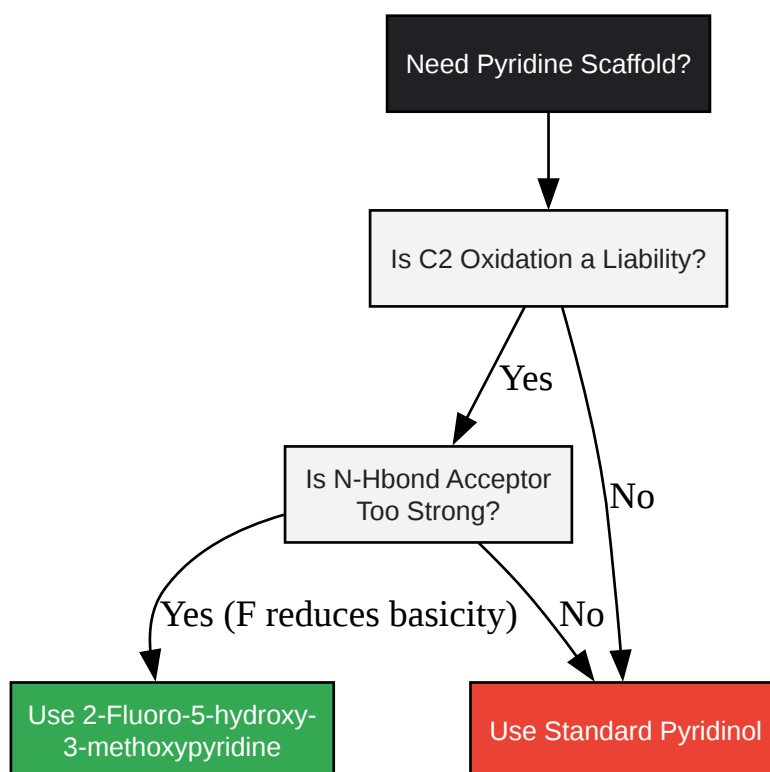 Need Pyridine Scaffold?
Is C2 Oxidation a Liability?
Yes
Is N-Hbond Acceptor
Too Strong?
No
Yes (F reduces basicity)
No
Use 2-Fluoro-5-hydroxy-
3-methoxypyridine
Use Standard Pyridinol